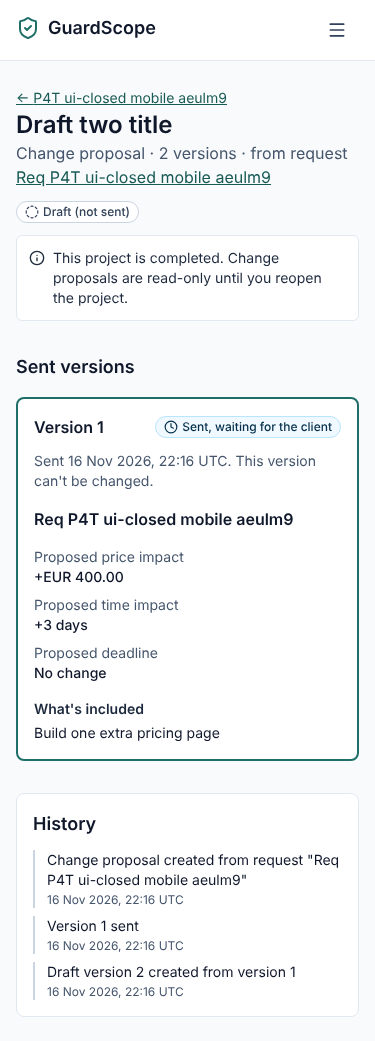 GuardScope
← P4T ui-closed mobile aeulm9
Draft two title
Change proposal · 2 versions · from request
Req P4T ui-closed mobile aeulm9
Draft (not sent)
This project is completed. Change
proposals are read-only until you reopen
the project.
Sent versions
Version 1
Sent, waiting for the client
Sent 16 Nov 2026, 22:16 UTC. This version
can't be changed.
Req P4T ui-closed mobile aeulm9
Proposed price impact
+EUR 400.00
Proposed time impact
+3 days
Proposed deadline
No change
What's included
Build one extra pricing page
History
Change proposal created from request "Req
P4T ui-closed mobile aeulm9"
16 Nov 2026, 22:16 UTC
Version 1 sent
16 Nov 2026, 22:16 UTC
Draft version 2 created from version 1
16 Nov 2026, 22:16 UTC